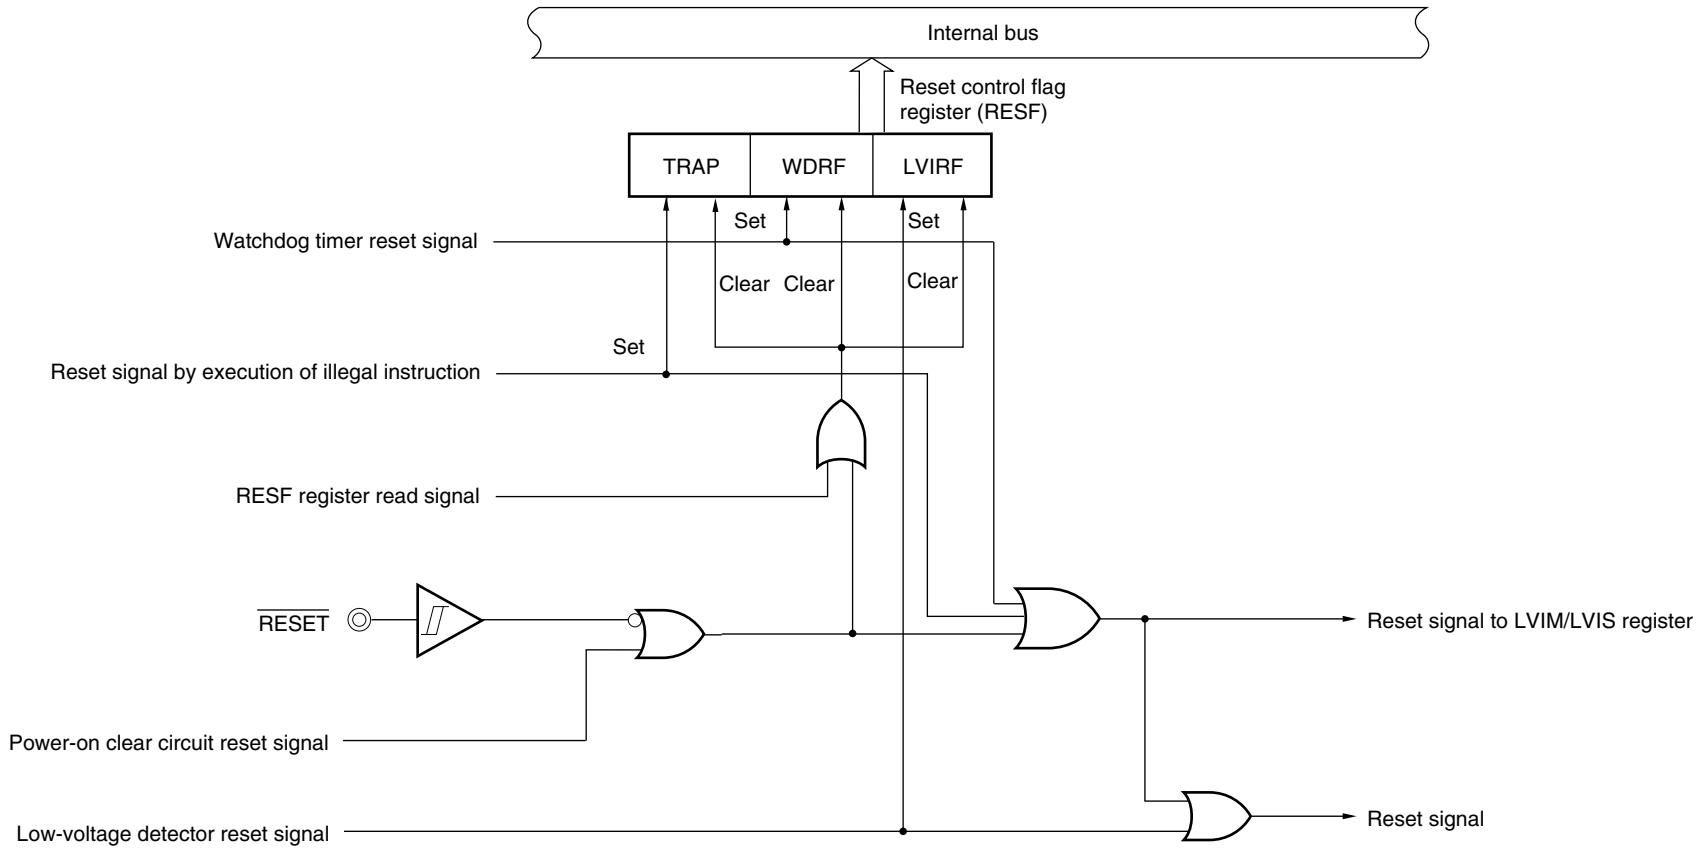 Internal bus
Reset control flag
register (RESF)
TRAP
WDRF
LVIRF
Set
Set
Watchdog timer reset signal
Clear
Clear
Clear
Set
Reset signal by execution of illegal instruction
RESF register read signal
RESET
Reset signal to LVIM/LVIS register
Power-on clear circuit reset signal
Reset signal
Low-voltage detector reset signal